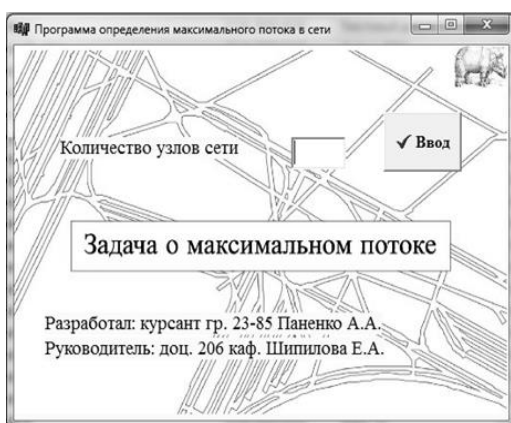 Программа определения максимального потока в сети
Количество узлов сети
Ввод
Задача о максимальном потоке
Разработал: курсант гр. 23-85 Паненко А.А.
Руководитель: доц. 206 каф. Шипилова Е.А.